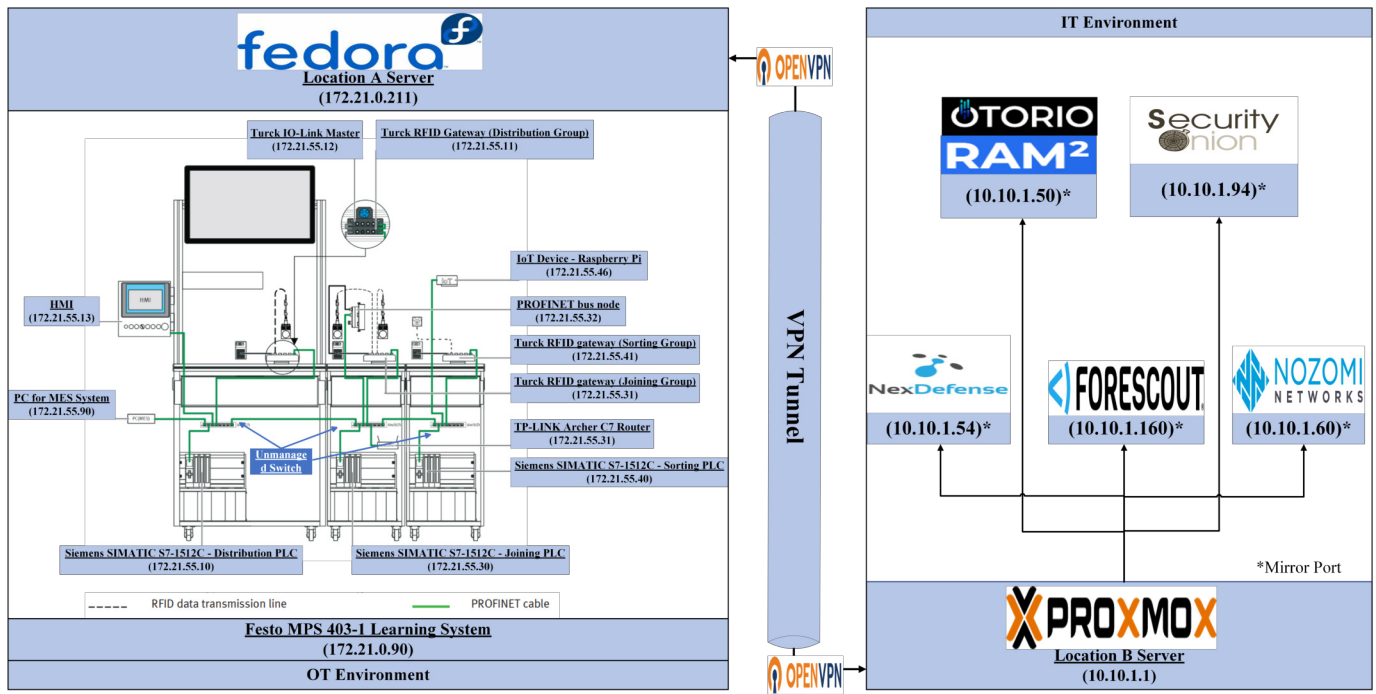 fedora
Location A Server
(172.21.0.211)
Turck IO-Link Master
(172.21.55.12)
Turck RFID Gateway (Distribution Group)
(172.21.55.11)
IoT Device - Raspberry Pi
(172.21.55.46)
IoT
HMI
(172.21.55.13)
HMI
PROFINET bus node
(172.21.55.32)
Turck RFID gateway (Sorting Group)
(172.21.55.41)
Turck RFID gateway (Joining Group)
(172.21.55.31)
PC for MES System
(172.21.55.90)
PC(MES)
switch
switch
TP-LINK Archer C7 Router
(172.21.55.31)
Unmanage
d Switch
Siemens SIMATIC S7-1512C - Sorting PLC
(172.21.55.40)
Siemens SIMATIC S7-1512C - Distribution PLC
(172.21.55.10)
Siemens SIMATIC S7-1512C - Joining PLC
(172.21.55.30)
RFID data transmission line
PROFINET cable
Festo MPS 403-1 Learning System
(172.21.0.90)
OT Environment
OPENVPN
VPN Tunnel
OPENVPN
IT Environment
OTORIO
RAM²
(10.10.1.50)*
Security
Onion
(10.10.1.94)*
NexDefense
(10.10.1.54)*
FORESCOUT.
(10.10.1.160)*
NOZOMI
NETWORKS
(10.10.1.60)*
*Mirror Port
PROXMOX
Location B Server
(10.10.1.1)